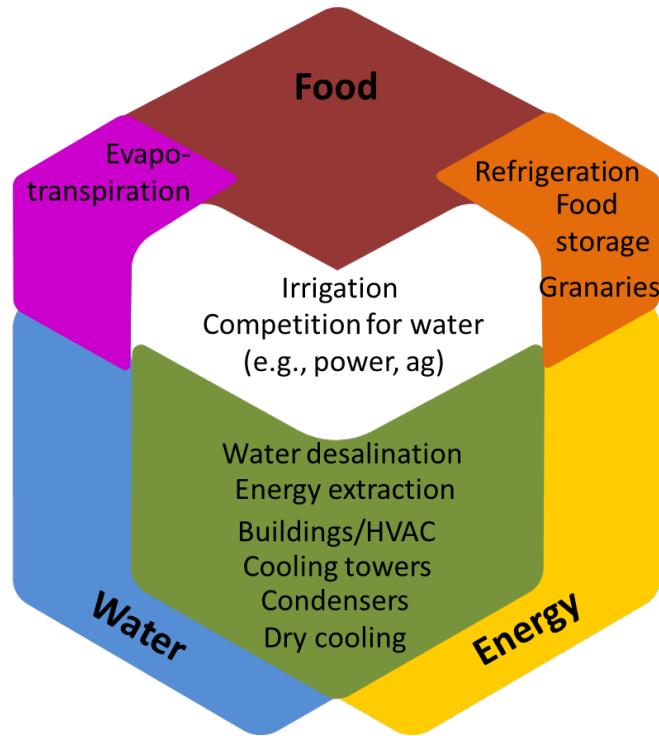 Food
Evapo-
transpiration
Refrigeration
Food
storage
Granaries
Irrigation
Competition for water
(e.g., power, ag)
Water desalination
Energy extraction
Buildings/HVAC
Cooling towers
Condensers
Dry cooling
Water
Energy